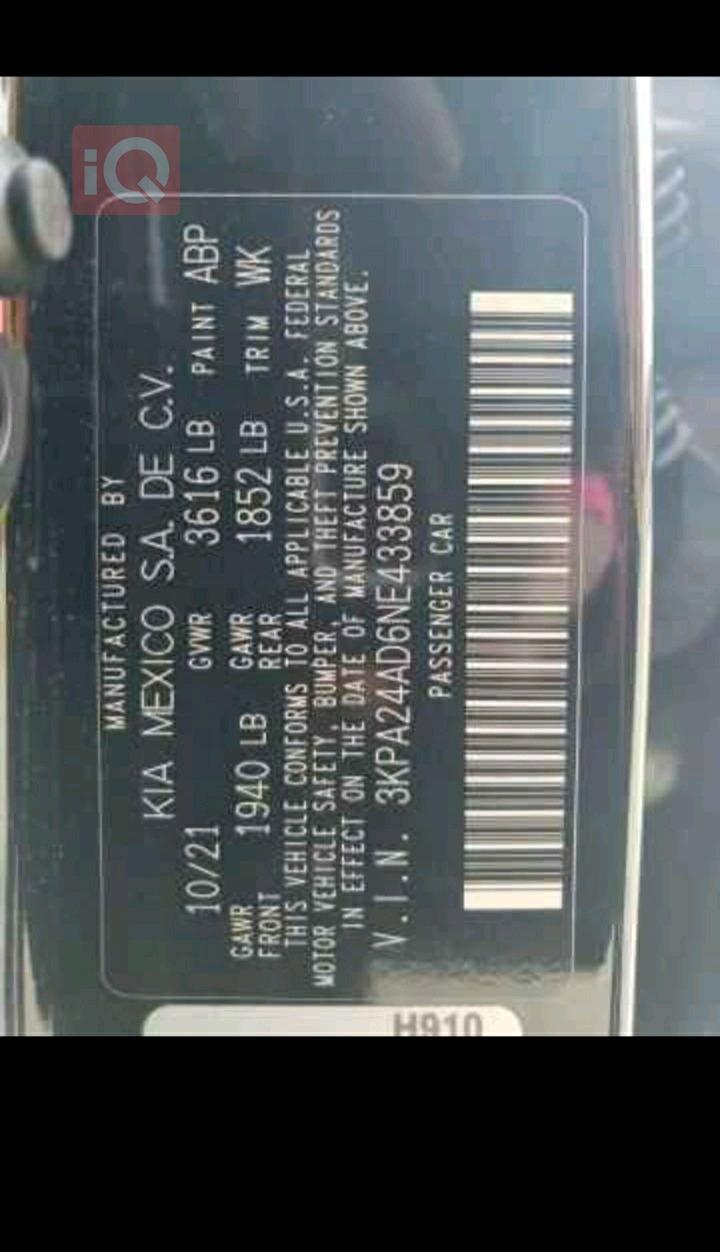 iQ
MANUFACTURED BY
KIA MEXICO S.A. DE C.V.
10/21 GVWR 3616 LB PAINT ABP
GAWR FRONT 1940 LB GAWR REAR 1852 LB TRIM WK
THIS VEHICLE CONFORMS TO ALL APPLICABLE U.S.A. FEDERAL
MOTOR VEHICLE SAFETY, BUMPER, AND THEFT PREVENTION STANDARDS
IN EFFECT ON THE DATE OF MANUFACTURE SHOWN ABOVE.
V.I.N. 3KPA24AD6NE433859
PASSENGER CAR
H910